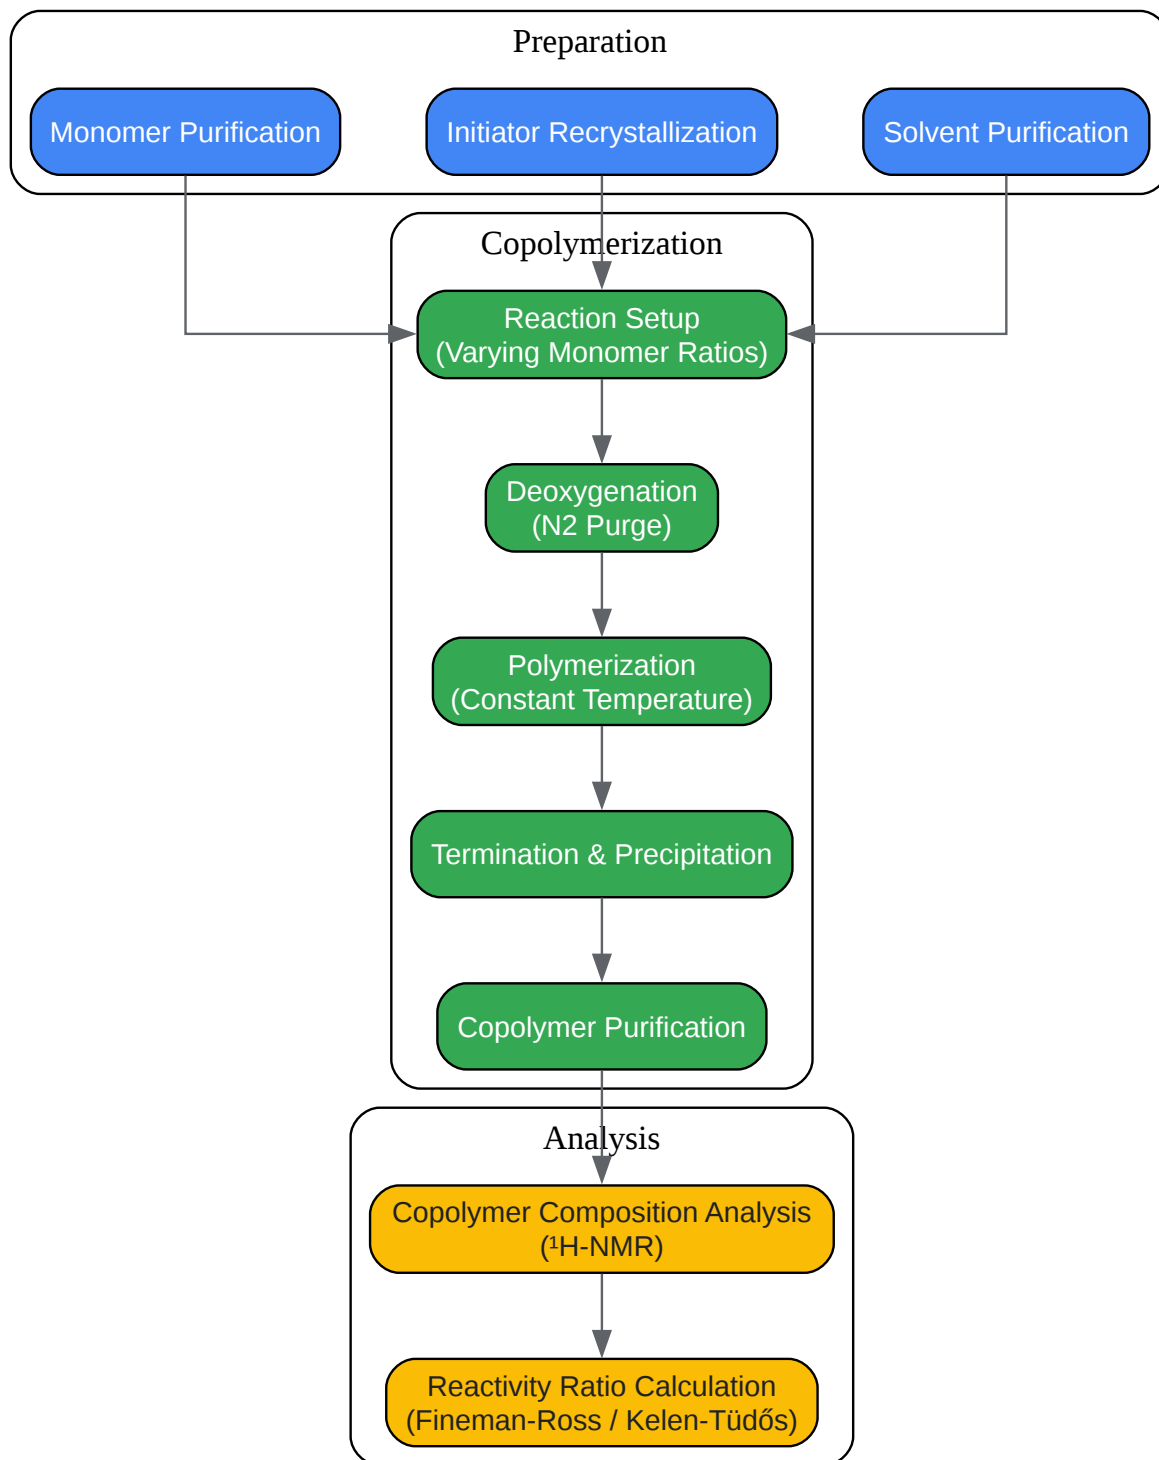 Preparation
Monomer Purification
Initiator Recrystallization
Solvent Purification
Copolymerization
Reaction Setup
(Varying Monomer Ratios)
Deoxygenation
(N2 Purge)
Polymerization
(Constant Temperature)
Termination & Precipitation
Copolymer Purification
Analysis
Copolymer Composition Analysis
(¹H-NMR)
Reactivity Ratio Calculation
(Fineman-Ross / Kelen-Tüdős)